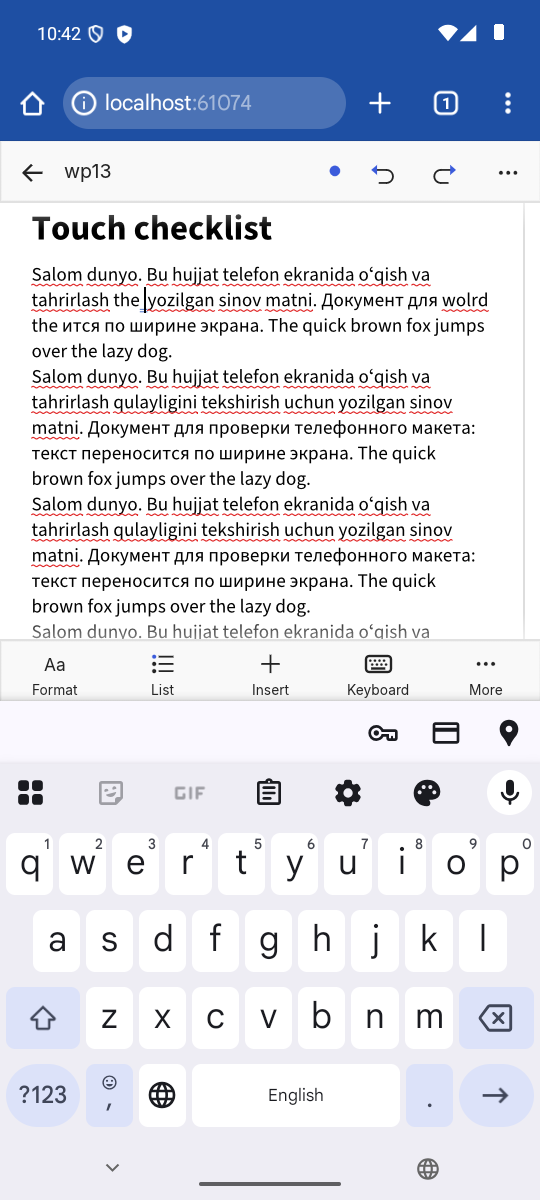 10:42
localhost:61074
1
wp13
Touch checklist
Salom dunyo. Bu hujjat telefon ekranida oʻqish va
tahrirlash the yozilgan sinov matni. Документ для wolrd
the ится по ширине экрана. The quick brown fox jumps
over the lazy dog.
Salom dunyo. Bu hujjat telefon ekranida oʻqish va
tahrirlash qulayligini tekshirish uchun yozilgan sinov
matni. Документ для проверки телефонного макета:
текст переносится по ширине экрана. The quick
brown fox jumps over the lazy dog.
Salom dunyo. Bu hujjat telefon ekranida oʻqish va
tahrirlash qulayligini tekshirish uchun yozilgan sinov
matni. Документ для проверки телефонного макета:
текст переносится по ширине экрана. The quick
brown fox jumps over the lazy dog.
Salom dunyo. Bu hujjat telefon ekranida oʻqish va
Aa
Format List Insert Keyboard More
GIF
1 2 3 4 5 6 7 8 9 0
q w e r t y u i o p
a s d f g h j k l
z x c v b n m
?123 , English .